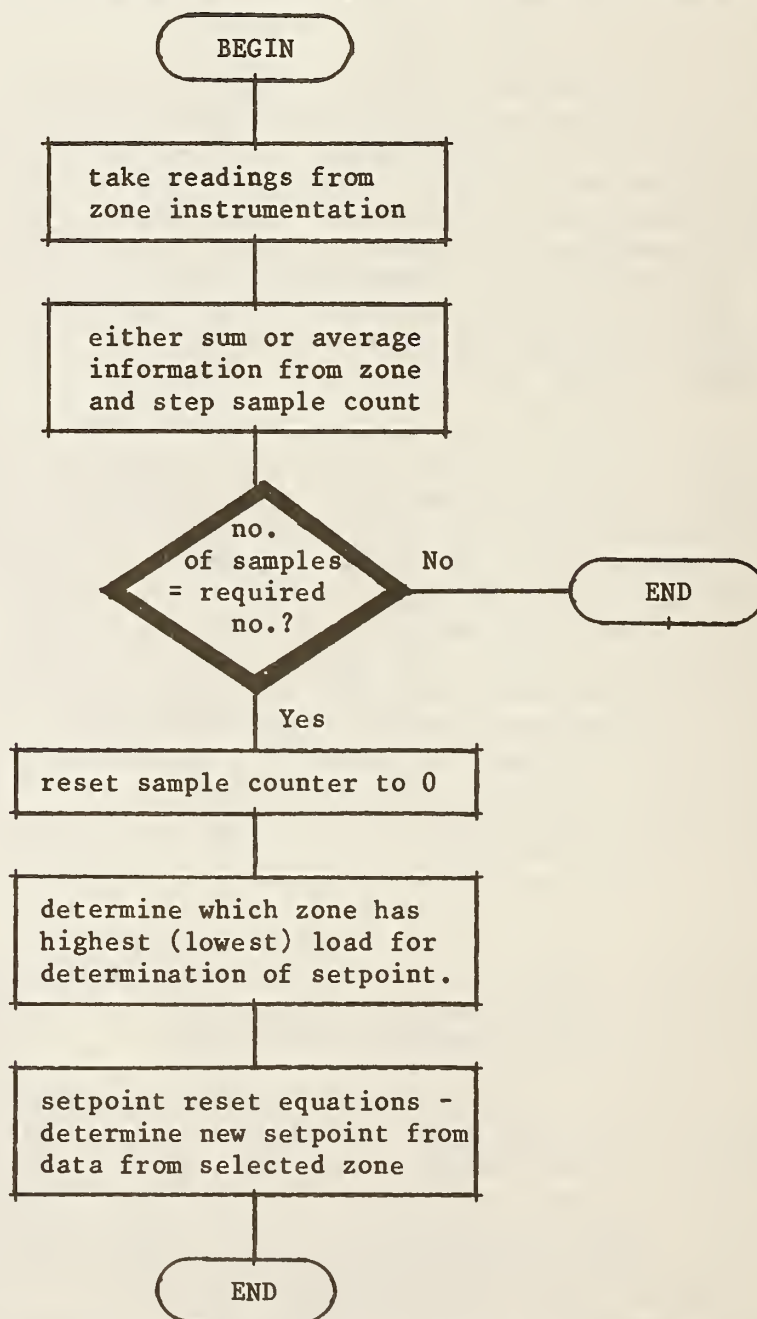 BEGIN
take readings from
zone instrumentation
either sum or average
information from zone
and step sample count
no.
of samples
= required
no.?
No
END
Yes
reset sample counter to 0
determine which zone has
highest (lowest) load for
determination of setpoint.
setpoint reset equations -
determine new setpoint from
data from selected zone
END